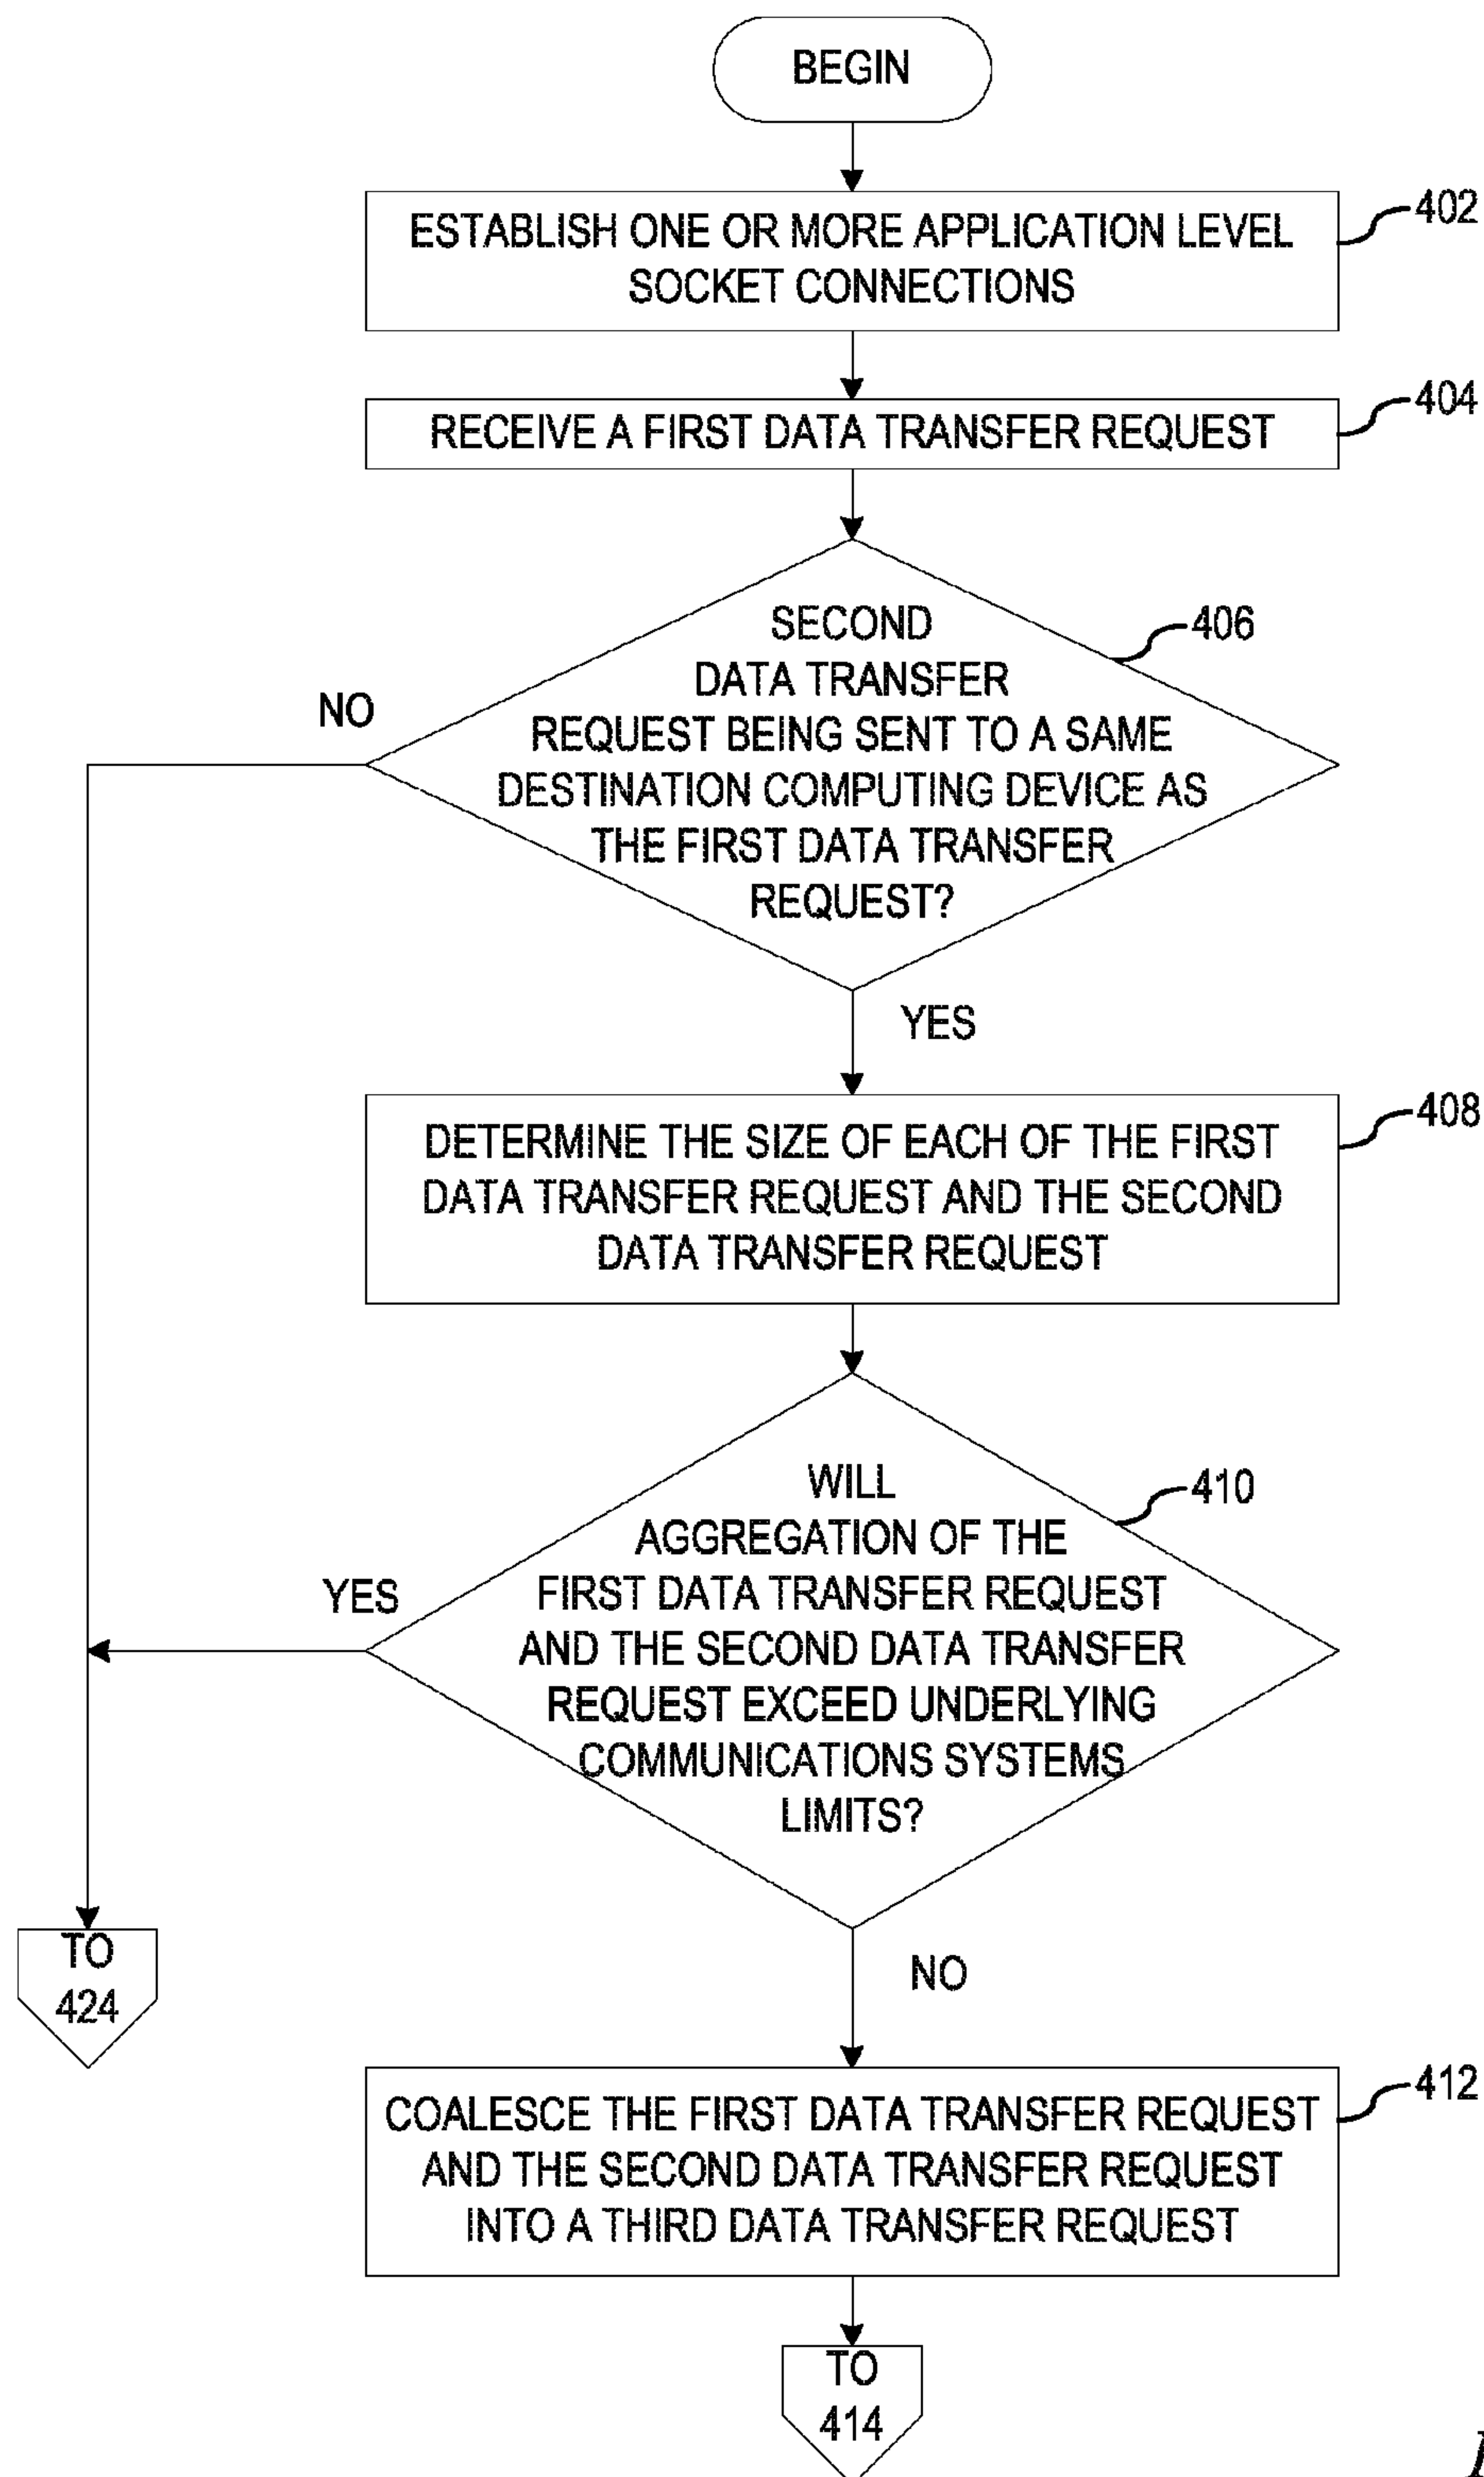 BEGIN
ESTABLISH ONE OR MORE APPLICATION LEVEL
SOCKET CONNECTIONS
402
RECEIVE A FIRST DATA TRANSFER REQUEST
404
SECOND
DATA TRANSFER
REQUEST BEING SENT TO A SAME
DESTINATION COMPUTING DEVICE AS
THE FIRST DATA TRANSFER
REQUEST?
406
NO
YES
DETERMINE THE SIZE OF EACH OF THE FIRST
DATA TRANSFER REQUEST AND THE SECOND
DATA TRANSFER REQUEST
408
WILL
AGGREGATION OF THE
FIRST DATA TRANSFER REQUEST
AND THE SECOND DATA TRANSFER
REQUEST EXCEED UNDERLYING
COMMUNICATIONS SYSTEMS
LIMITS?
410
YES
TO
424
NO
COALESCE THE FIRST DATA TRANSFER REQUEST
AND THE SECOND DATA TRANSFER REQUEST
INTO A THIRD DATA TRANSFER REQUEST
412
TO
414